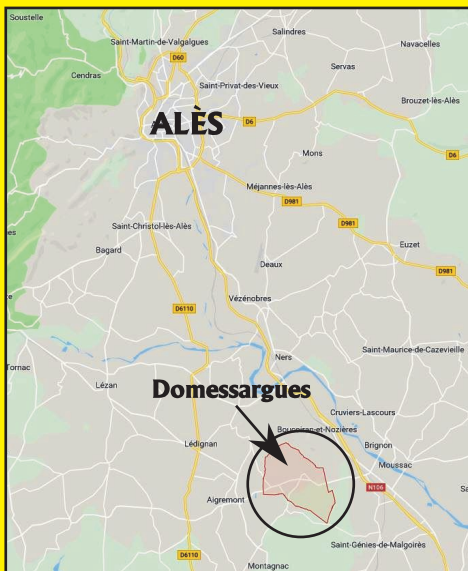 Soustelle
Salindres
Saint-Martin-de-Valgalgues
Navacelles
D60
Servas
Cendras
Saint-Privat-des-Vieux
Brouzet-lès-Alès
ALÈS
D6
Mons
D6
Méjannes-lès-Alès
D981
Saint-Christol-lès-Alès
D981
es
Bagard
Euzet
Deaux
D981
re
Vézénobres
D6110
Ners
Saint-Maurice-de-Cazevieille
Tornac
Lézan
Domessargues
Cruviers-Lascours
Boucoiran-et-Nozières
Lédignan
Brignon
Moussac
Sa
N106
Aigremont
Saint-Géniès-de-Malgoirès
D6110
Montagnac